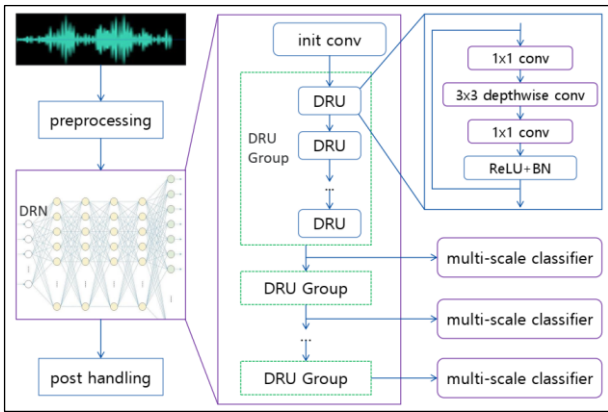 preprocessing
DRN
post handling
init conv
DRU
DRU
Group
DRU
...
DRU
DRU Group
...
DRU Group
1x1 conv
3x3 depthwise conv
1x1 conv
ReLU+BN
multi-scale classifier
multi-scale classifier
multi-scale classifier